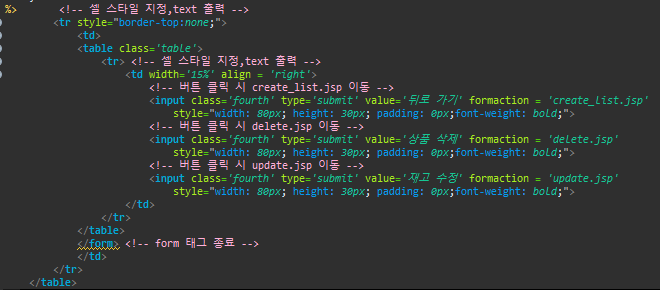 %>      <!-- 셀 스타일 지정,text 출력 -->
<tr style="border-top:none;">
<td>
<table class='table'>
<tr> <!-- 셀 스타일 지정,text 출력 -->
<td width='15%' align = 'right'>
<!-- 버튼 클릭 시 create_list.jsp 이동 -->
<input class='fourth' type='submit' value='뒤로 가기' formaction = 'create_list.jsp'
style="width: 80px; height: 30px; padding: 0px;font-weight: bold;">
<!-- 버튼 클릭 시 delete.jsp 이동 -->
<input class='fourth' type='submit' value='상품 삭제' formaction = 'delete.jsp'
style="width: 80px; height: 30px; padding: 0px;font-weight: bold;">
<!-- 버튼 클릭 시 update.jsp 이동 -->
<input class='fourth' type='submit' value='재고 수정' formaction = 'update.jsp'
style="width: 80px; height: 30px; padding: 0px;font-weight: bold;">
</td>
</tr>
</table>
</form> <!-- form 태그 종료 -->
</td>
</tr>
</table>